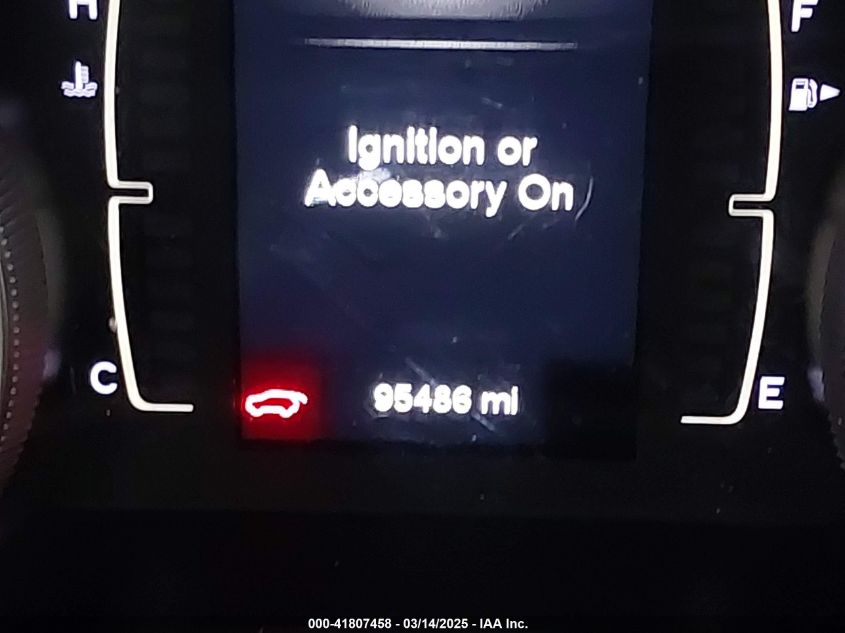 H F
Ignition or
Accessory On
C E
95486 mi
000-41807458 - 03/14/2025 - IAA Inc.